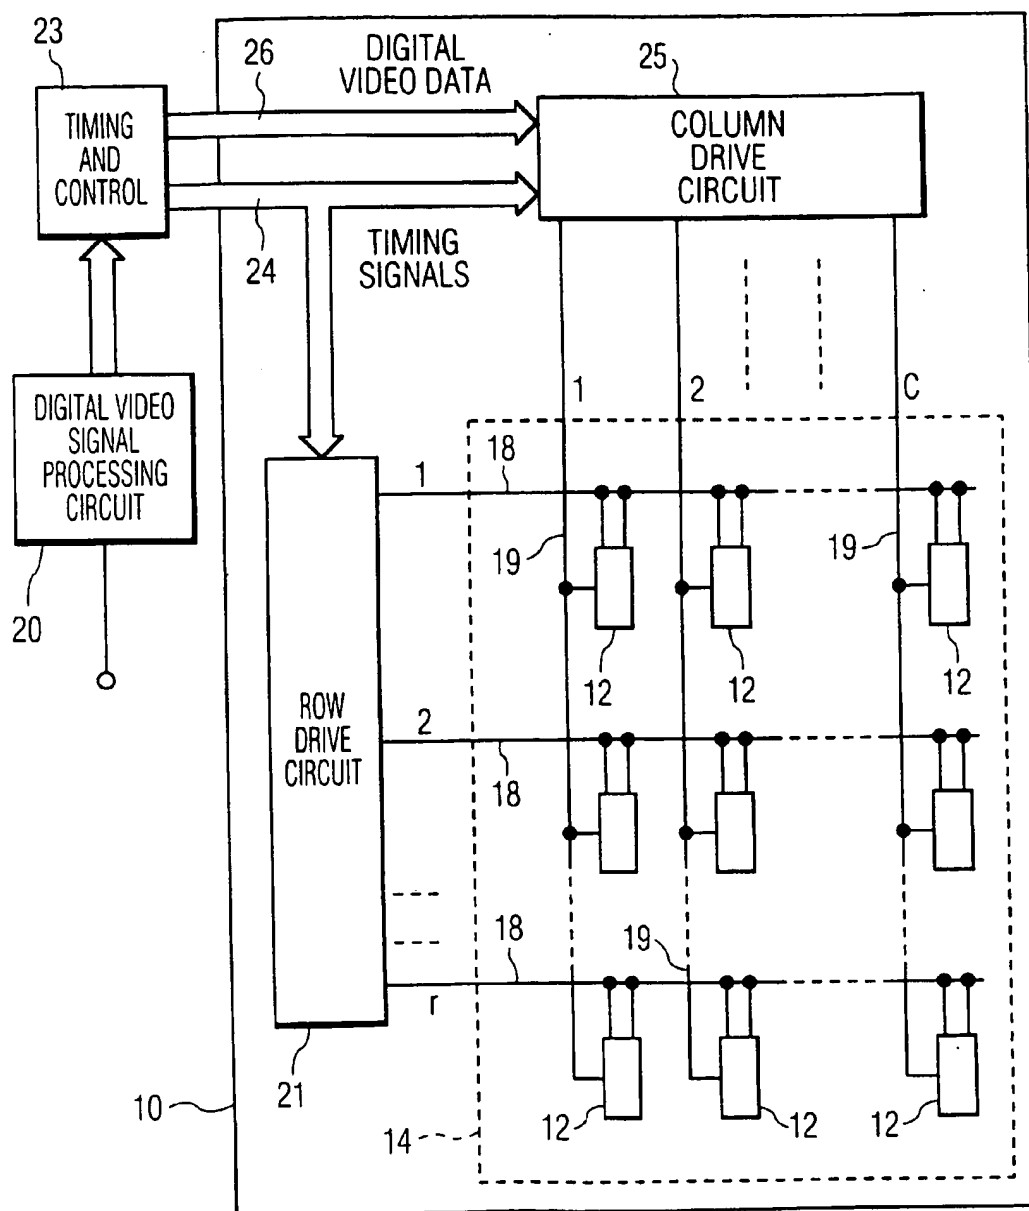 23
26
DIGITAL
VIDEO DATA
25
TIMING
AND
CONTROL
COLUMN
DRIVE
CIRCUIT
24
TIMING
SIGNALS
1
2
C
DIGITAL VIDEO
SIGNAL
PROCESSING
CIRCUIT
20
1
18
19
19
12
12
12
ROW
DRIVE
CIRCUIT
2
18
18
19
r
21
10
14
12
12
12